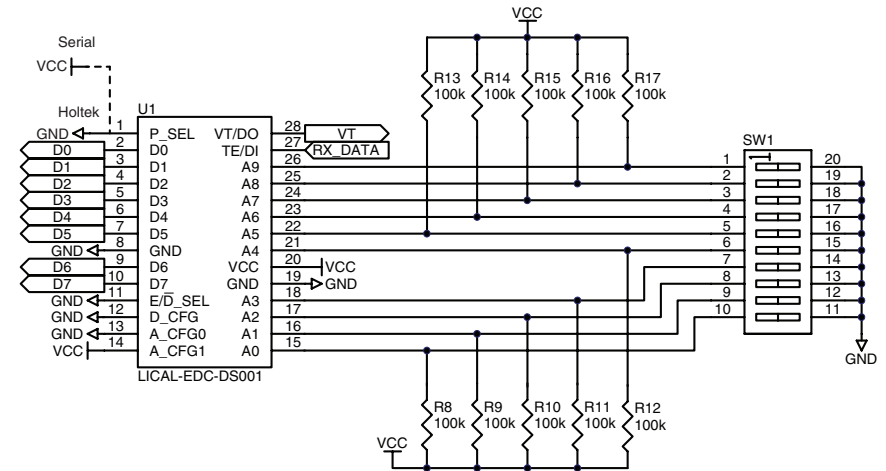 VCC
Serial
VCC
R13 R14 R15 R16 R17
100k 100k 100k 100k 100k
Holtek
U1
GND 1 P_SEL VT/DO 28 VT
D0 2 D0 TE/DI 27 RX_DATA
D1 3 D1 A9 26
D2 4 D2 A8 25
D3 5 D3 A7 24
D4 6 D4 A6 23
D5 7 D5 A5 22
GND 8 GND A4 21
D6 9 D6 VCC 20 VCC
D7 10 D7 GND 19 GND
GND 11 E/D_SEL A3 18
GND 12 D_CFG A2 17
GND 13 A_CFG0 A1 16
VCC 14 A_CFG1 A0 15
LICAL-EDC-DS001
SW1
1 20
2 19
3 18
4 17
5 16
6 15
7 14
8 13
9 12
10 11
1
GND
R8 R9 R10 R11 R12
100k 100k 100k 100k 100k
VCC